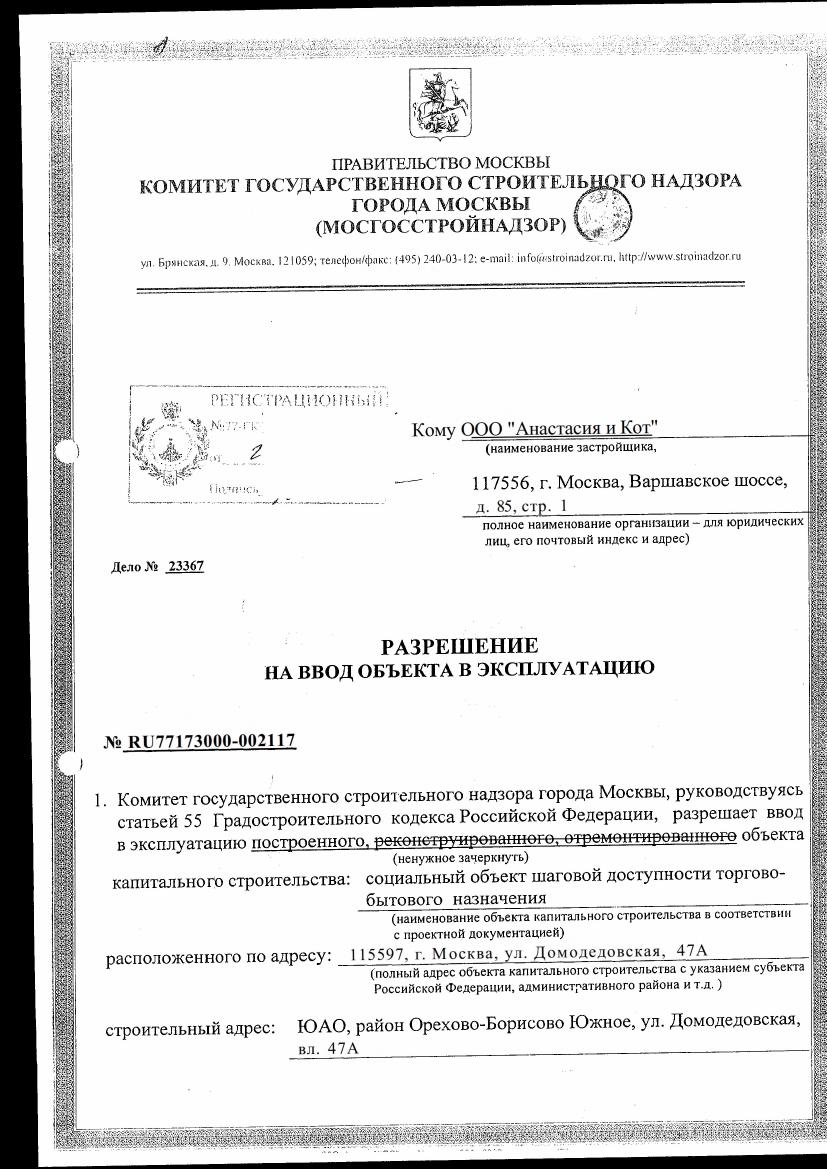 ПРАВИТЕЛЬСТВО МОСКВЫ
КОМИТЕТ ГОСУДАРСТВЕННОГО СТРОИТЕЛЬНОГО НАДЗОРА
ГОРОДА МОСКВЫ
(МОСГОССТРОЙНАДЗОР)
ул. Брянская, д. 9, Москва, 121059; телефон/факс: (495) 240-03-12; e-mail: info@stroinadzor.ru, http://www.stroinadzor.ru
РЕГИСТРАЦИОННЫЙ
№77-ГК
от 2
Подпись
Кому ООО "Анастасия и Кот"
(наименование застройщика,
117556, г. Москва, Варшавское шоссе,
д. 85, стр. 1
полное наименование организации – для юридических
лиц, его почтовый индекс и адрес)
Дело № 23367
РАЗРЕШЕНИЕ
НА ВВОД ОБЪЕКТА В ЭКСПЛУАТАЦИЮ
№ RU77173000-002117
1. Комитет государственного строительного надзора города Москвы, руководствуясь
статьей 55 Градостроительного кодекса Российской Федерации, разрешает ввод
в эксплуатацию построенного, реконструированного, отремонтированного объекта
(ненужное зачеркнуть)
капитального строительства: социальный объект шаговой доступности торгово-
бытового назначения
(наименование объекта капитального строительства в соответствии
с проектной документацией)
расположенного по адресу: 115597, г. Москва, ул. Домодедовская, 47А
(полный адрес объекта капитального строительства с указанием субъекта
Российской Федерации, административного района и т.д. )
строительный адрес: ЮАО, район Орехово-Борисово Южное, ул. Домодедовская,
вл. 47А